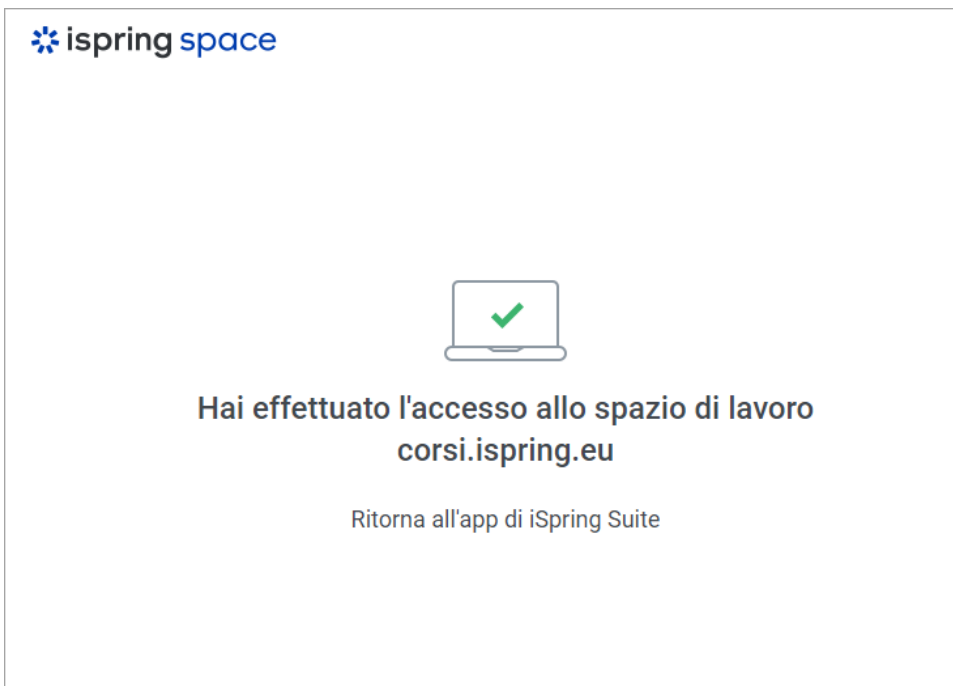 ispring space
Hai effettuato l'accesso allo spazio di lavoro
corsi.ispring.eu
Ritorna all'app di iSpring Suite